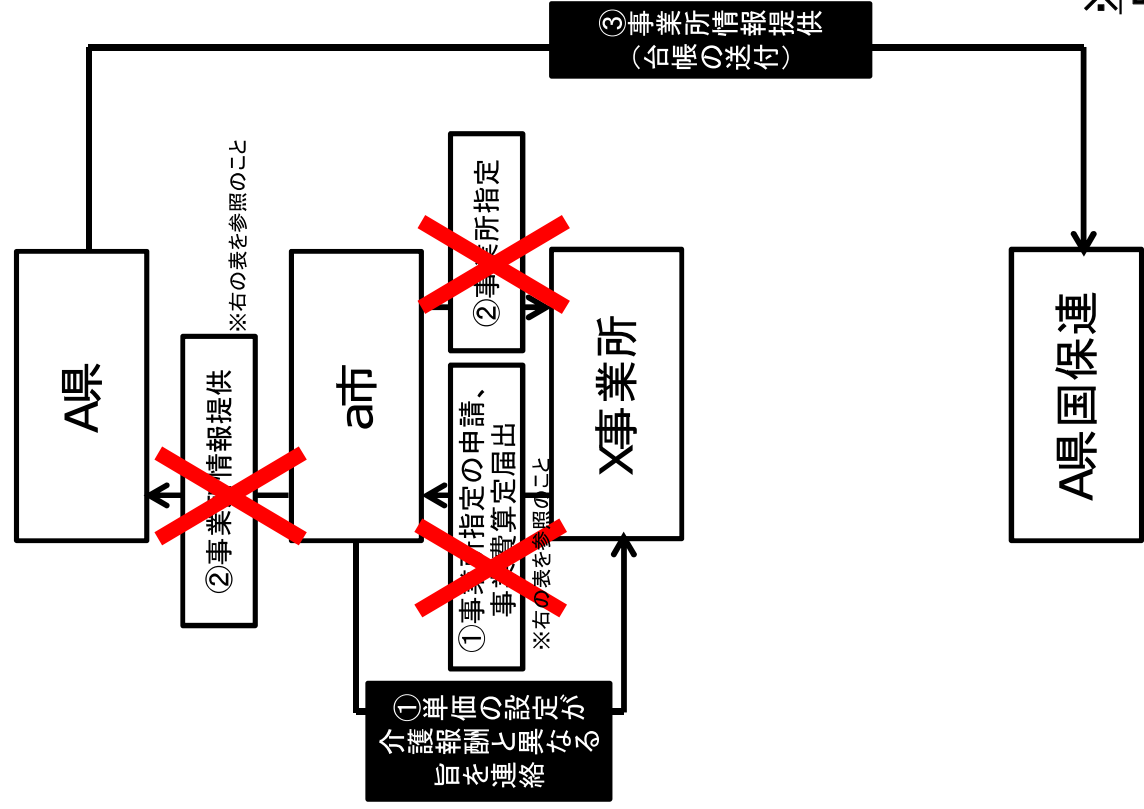 ③事業所情報提供
（台帳の送付）
A県
②事業所情報提供
※右の表を参照のこと
a市
②事業所指定
①事業所指定の申請、
事業費算定届出
※右の表を参照のこと
X事業所
①単価の設定が
介護報酬と異なる
旨を連絡
A県国保連
※